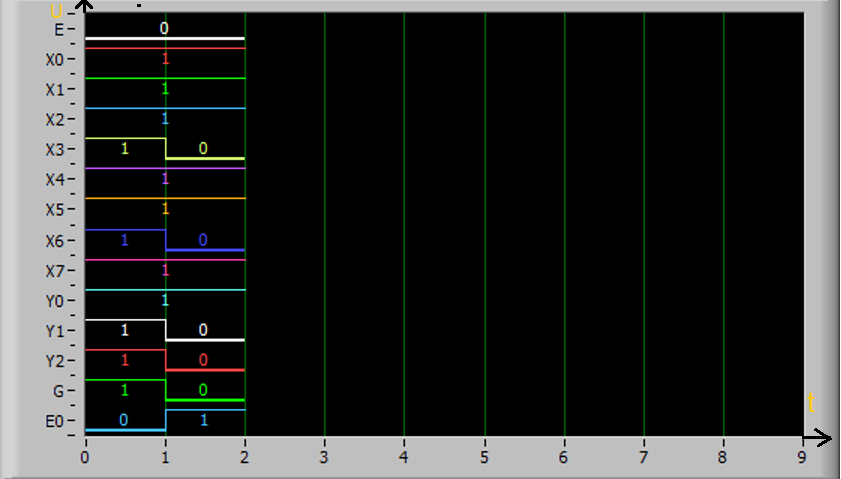 U
E 0
X0 1
X1 1
X2 1
X3 1 0
X4 1
X5 1
X6 1 0
X7 1
Y0 1
Y1 1 0
Y2 1 0
G 1 0
t
E0 0 1
0 1 2 3 4 5 6 7 8 9